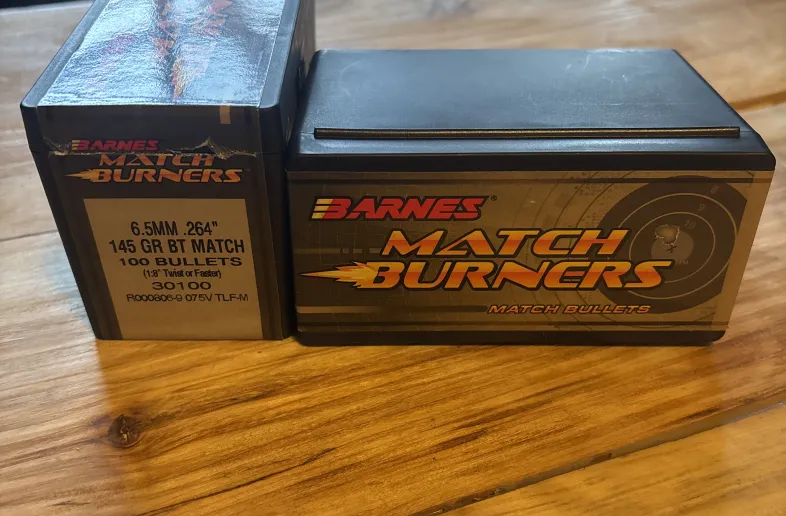 BARNES
MATCH
BURNERS
6.5MM .264"
145 GR BT MATCH
100 BULLETS
(1:8" Twist or Faster)
30100
R000806-9 075V TLF-M
BARNES®
MATCH
BURNERS
MATCH BULLETS